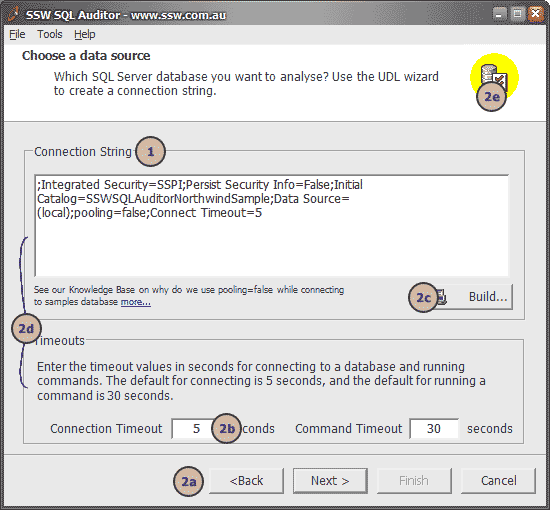 SSW SQL Auditor - www.ssw.com.au
File Tools Help
Choose a data source
Which SQL Server database you want to analyse? Use the UDL wizard
to create a connection string.
2e
Connection String 1
;Integrated Security=SSPI;Persist Security Info=False;Initial
Catalog=SSWSQLAuditorNorthwindSample;Data Source=
(local);pooling=false;Connect Timeout=5
See our Knowledge Base on why do we use pooling=false while connecting
to samples database more...
2c Build...
2d
Timeouts
Enter the timeout values in seconds for connecting to a database and running
commands. The default for connecting is 5 seconds, and the default for running a
command is 30 seconds.
Connection Timeout 5 2b conds Command Timeout 30 seconds
2a <Back Next > Finish Cancel